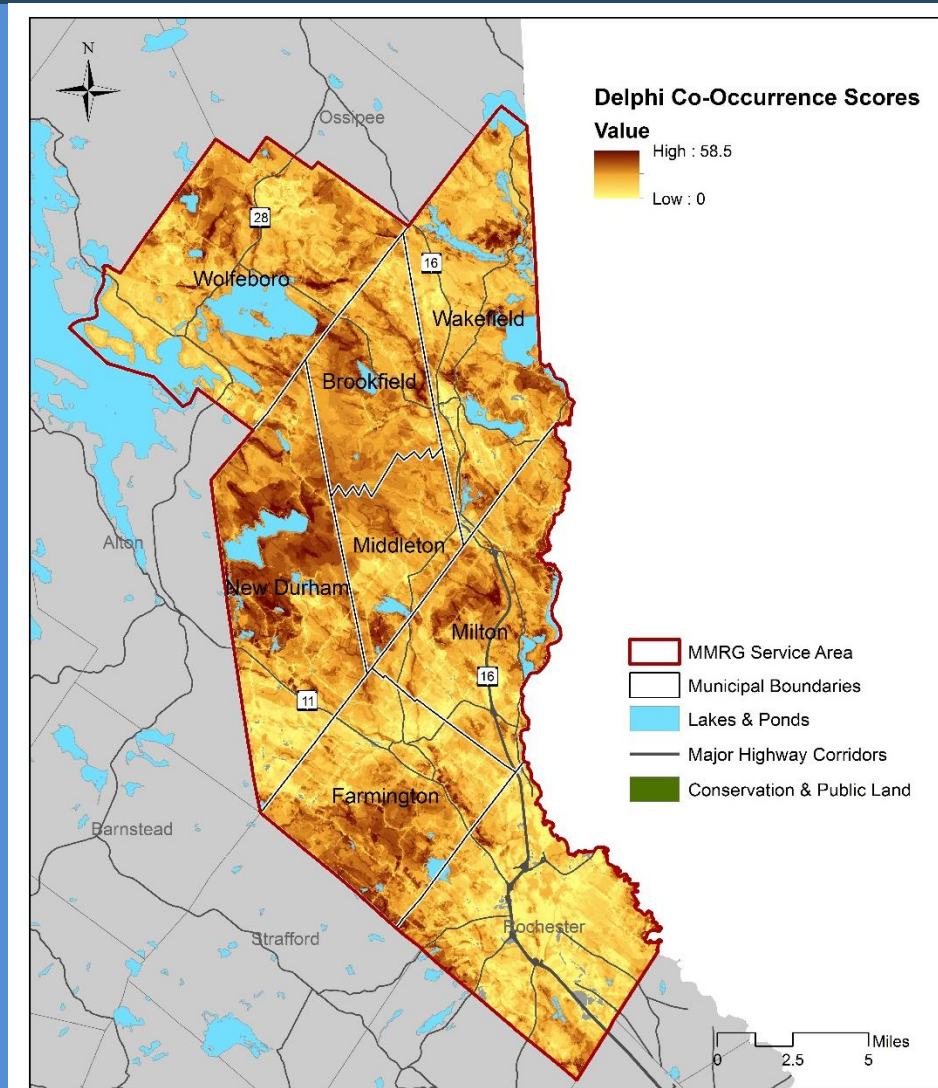 N
Ossipee
Delphi Co-Occurrence Scores
Value
High : 58.5
Low : 0
28
16
Wolfeboro
Wakefield
Brookfield
Alton
Middleton
New Durham
Milton
16
11
MMRG Service Area
Municipal Boundaries
Lakes & Ponds
Major Highway Corridors
Conservation & Public Land
Farmington
Barnstead
Strafford
Rochester
Miles
0 2.5 5